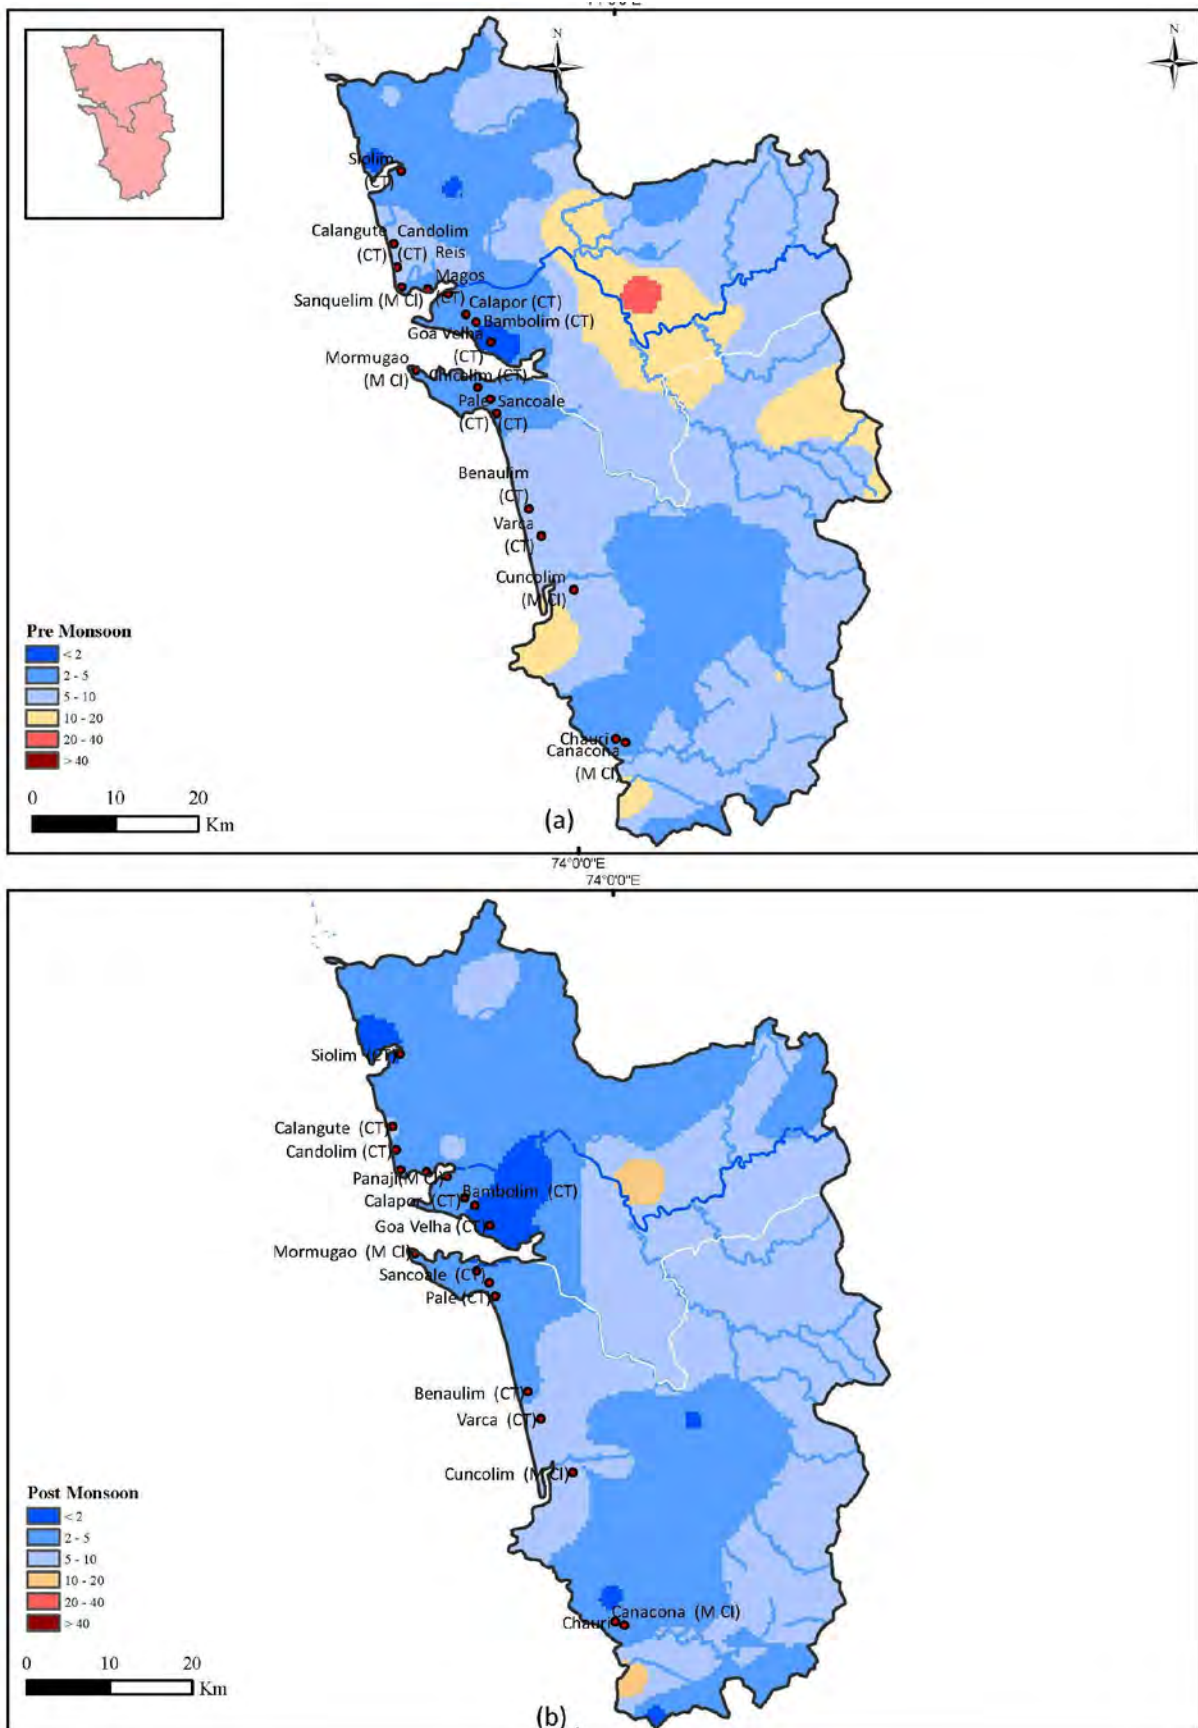 N
N
Siolim
(CT)
Calangute Candolim
(CT) (CT) Reis
Magos
Sanquelim (M Cl) (CT)
Calapor (CT)
Bambolim (CT)
Goa Velha
(CT)
Mormugao
(M Cl)
Chicolim (CT)
Pale Sancoale
(CT) (CT)
Benaulim
(CT)
Varca
(CT)
Cuncolim
(M Cl)
Pre Monsoon
< 2
2 - 5
5 - 10
10 - 20
20 - 40
> 40
Chauri
Canacona
(M Cl)
0 10 20
Km
(a)
74°0'0"E
74°0'0"E
Siolim (CT)
Calangute (CT)
Candolim (CT)
Panaji(M Cl)
Bambolim (CT)
Calapor (CT)
Goa Velha (CT)
Mormugao (M Cl)
Sancoale (CT)
Pale (CT)
Benaulim (CT)
Varca (CT)
Cuncolim (M Cl)
Post Monsoon
< 2
2 - 5
5 - 10
10 - 20
20 - 40
> 40
Canacona (M Cl)
Chauri
0 10 20
Km
(b)